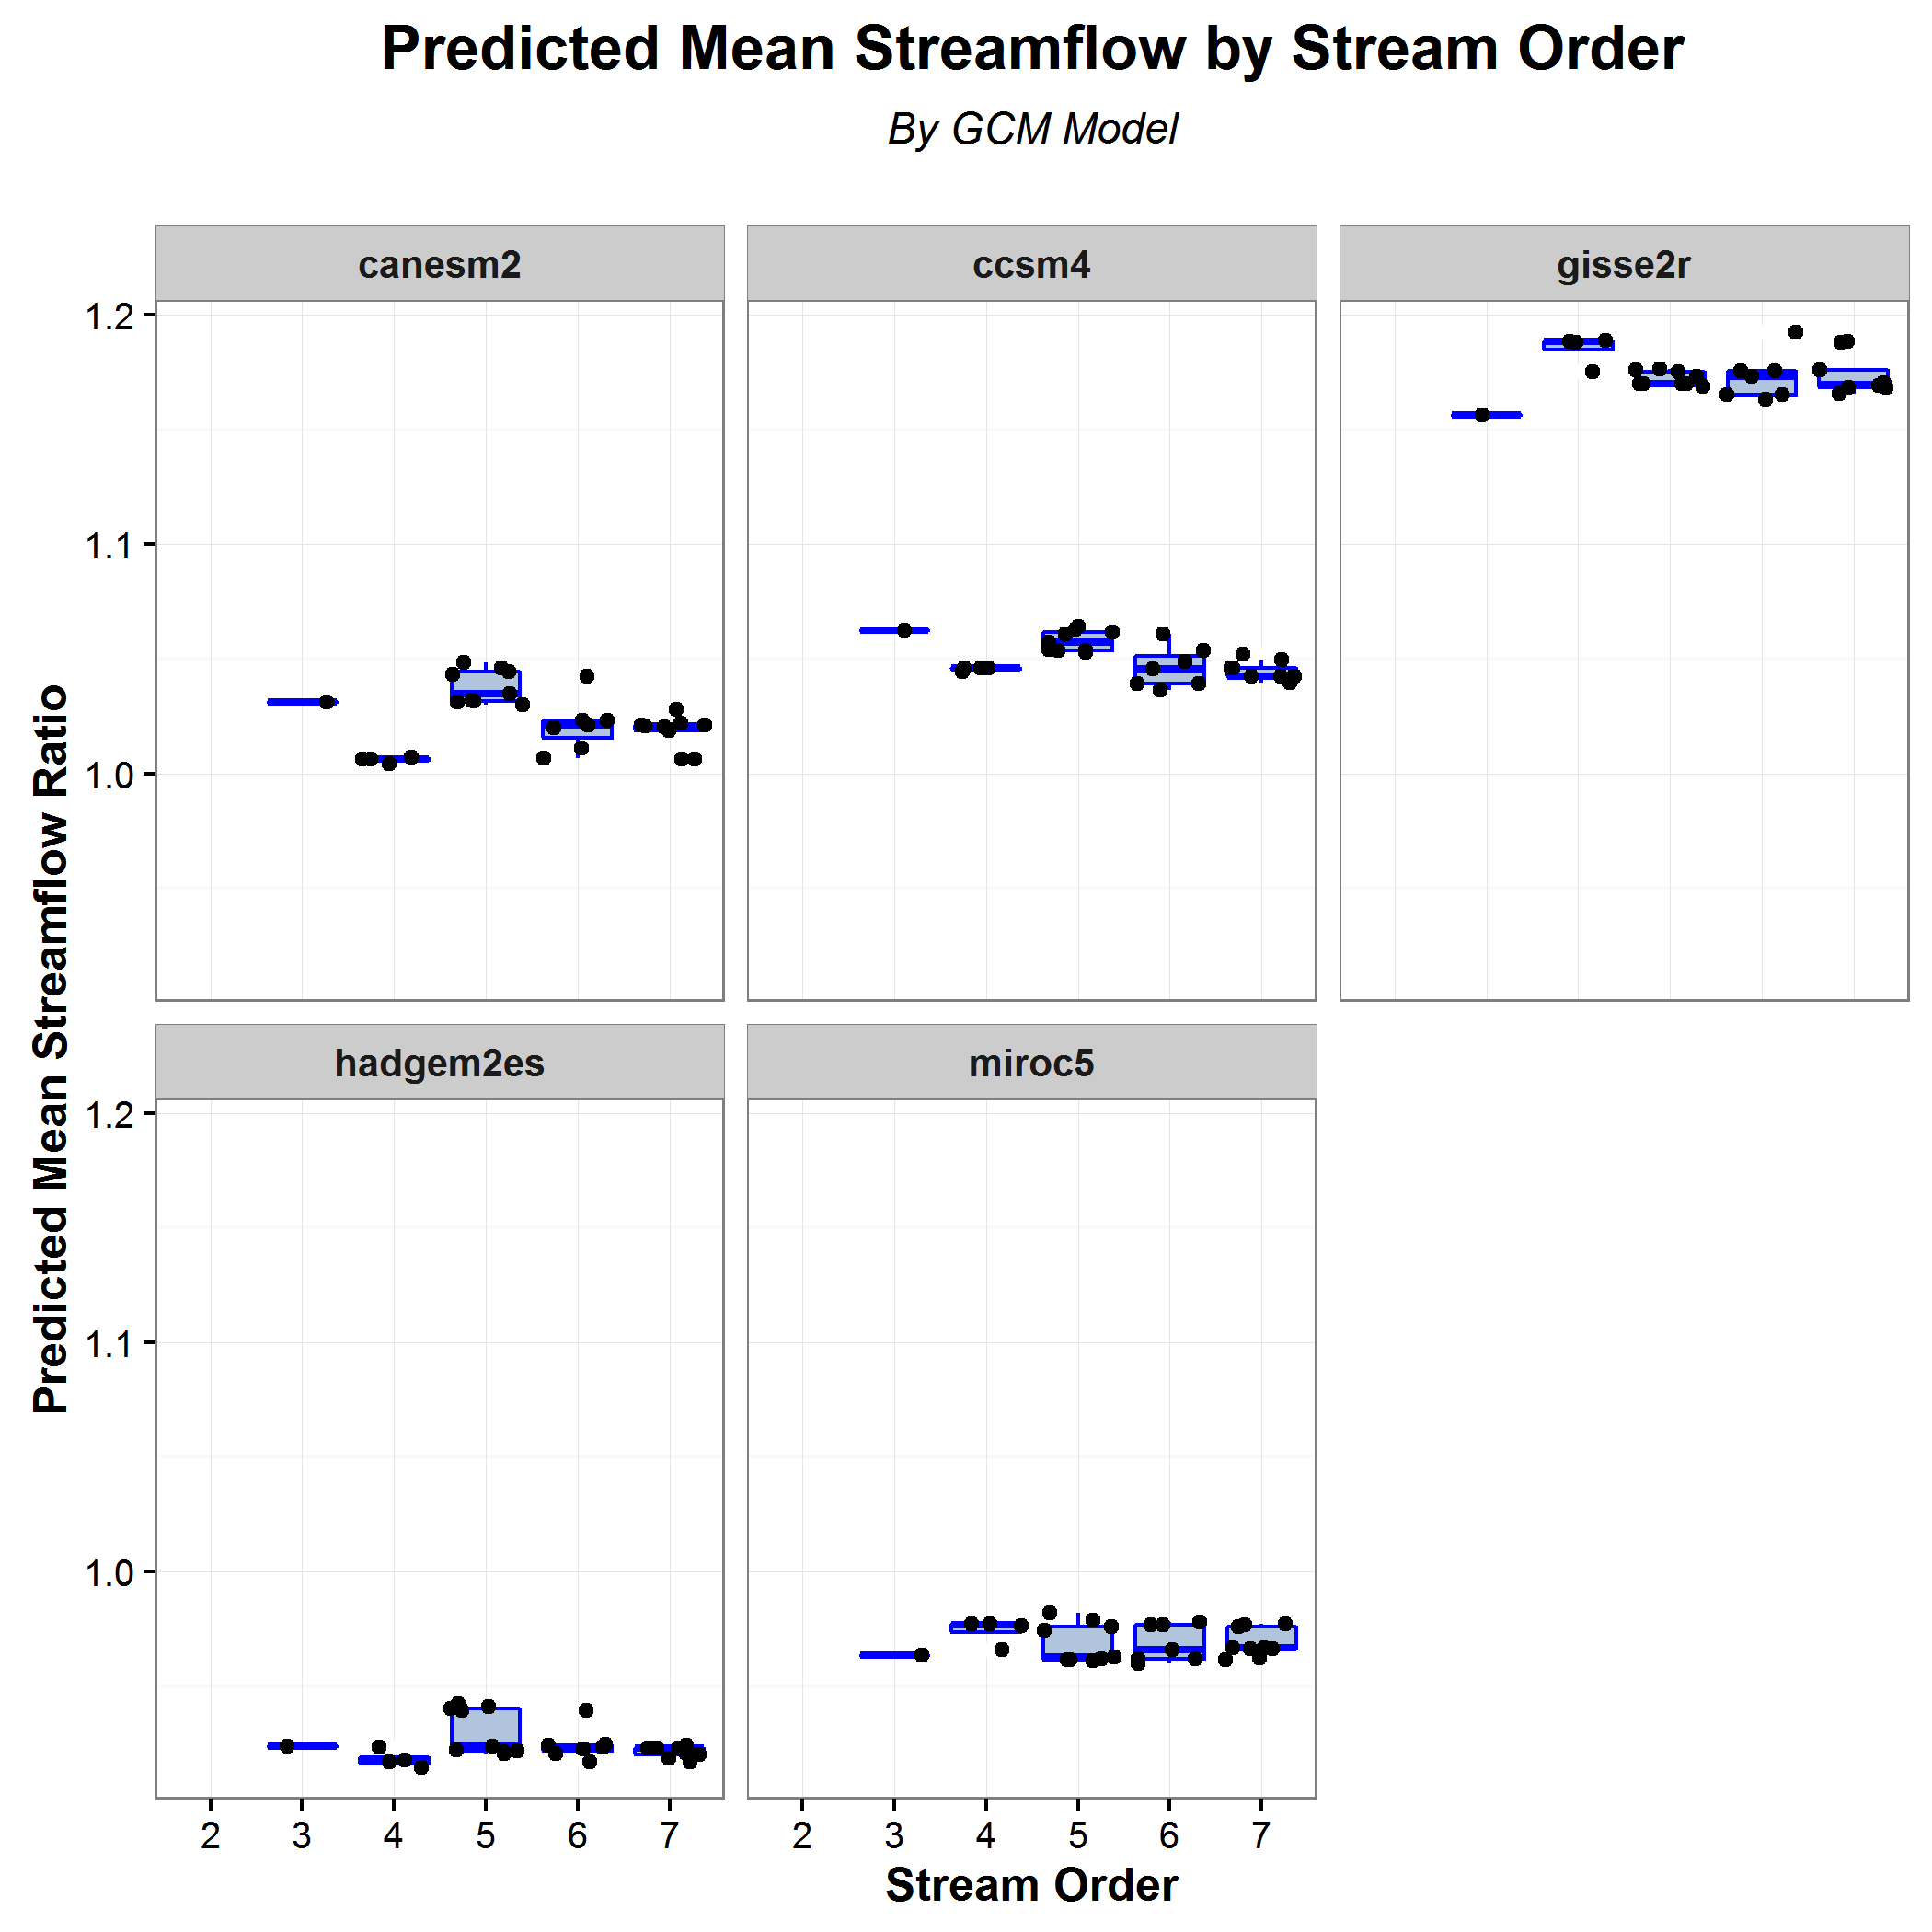 Predicted Mean Streamflow by Stream Order
By GCM Model
canesm2
ccsm4
gisse2r
1.2
1.1
1.0
hadgem2es
miroc5
1.2
1.1
1.0
2 3 4 5 6 7
2 3 4 5 6 7
Stream Order
Predicted Mean Streamflow Ratio